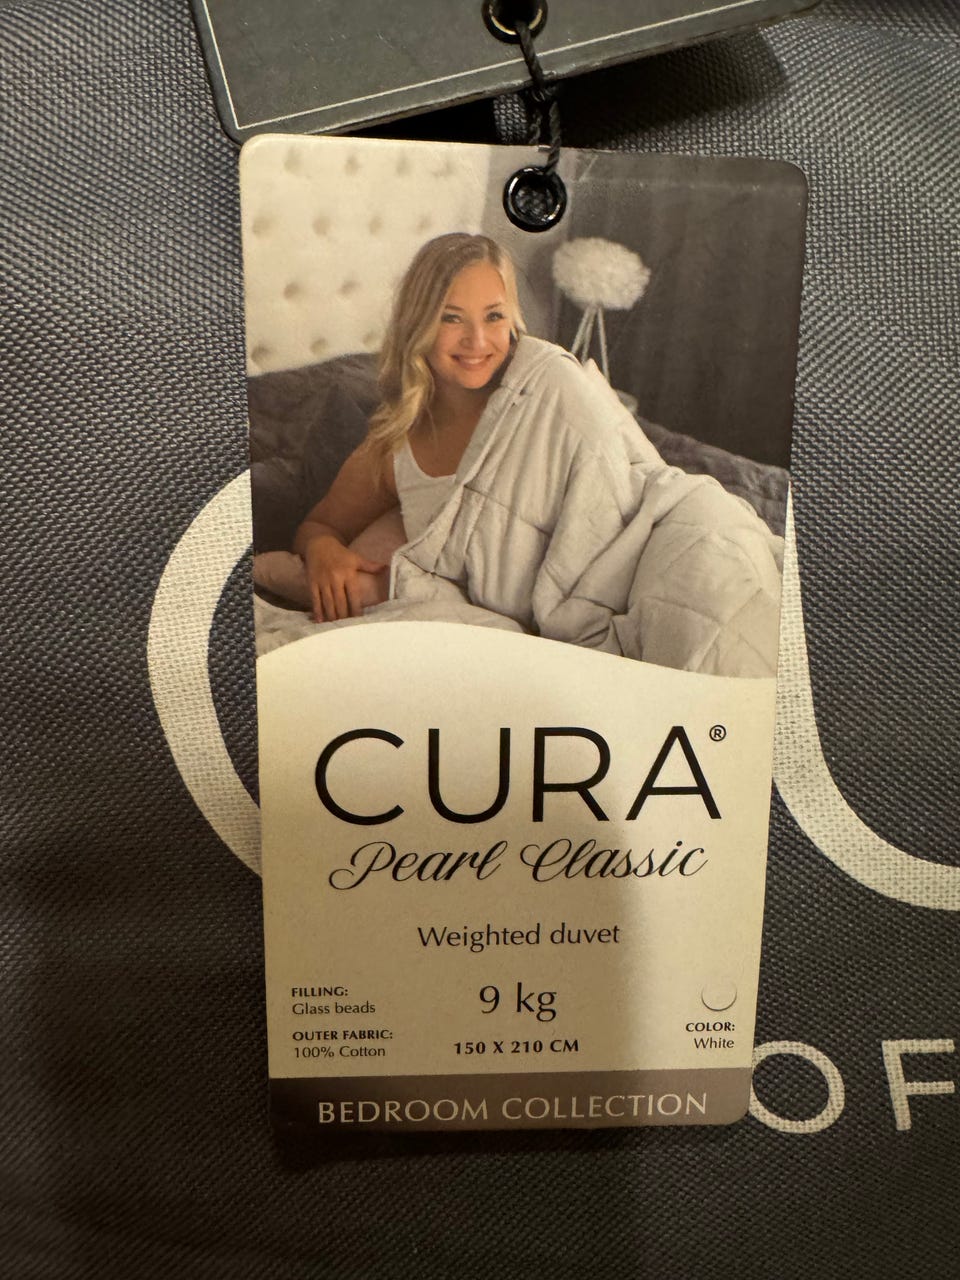 CURA®
Pearl Classic
Weighted duvet
FILLING:
Glass beads
OUTER FABRIC:
100% Cotton
9 kg
150 X 210 CM
COLOR:
White
BEDROOM COLLECTION
OF